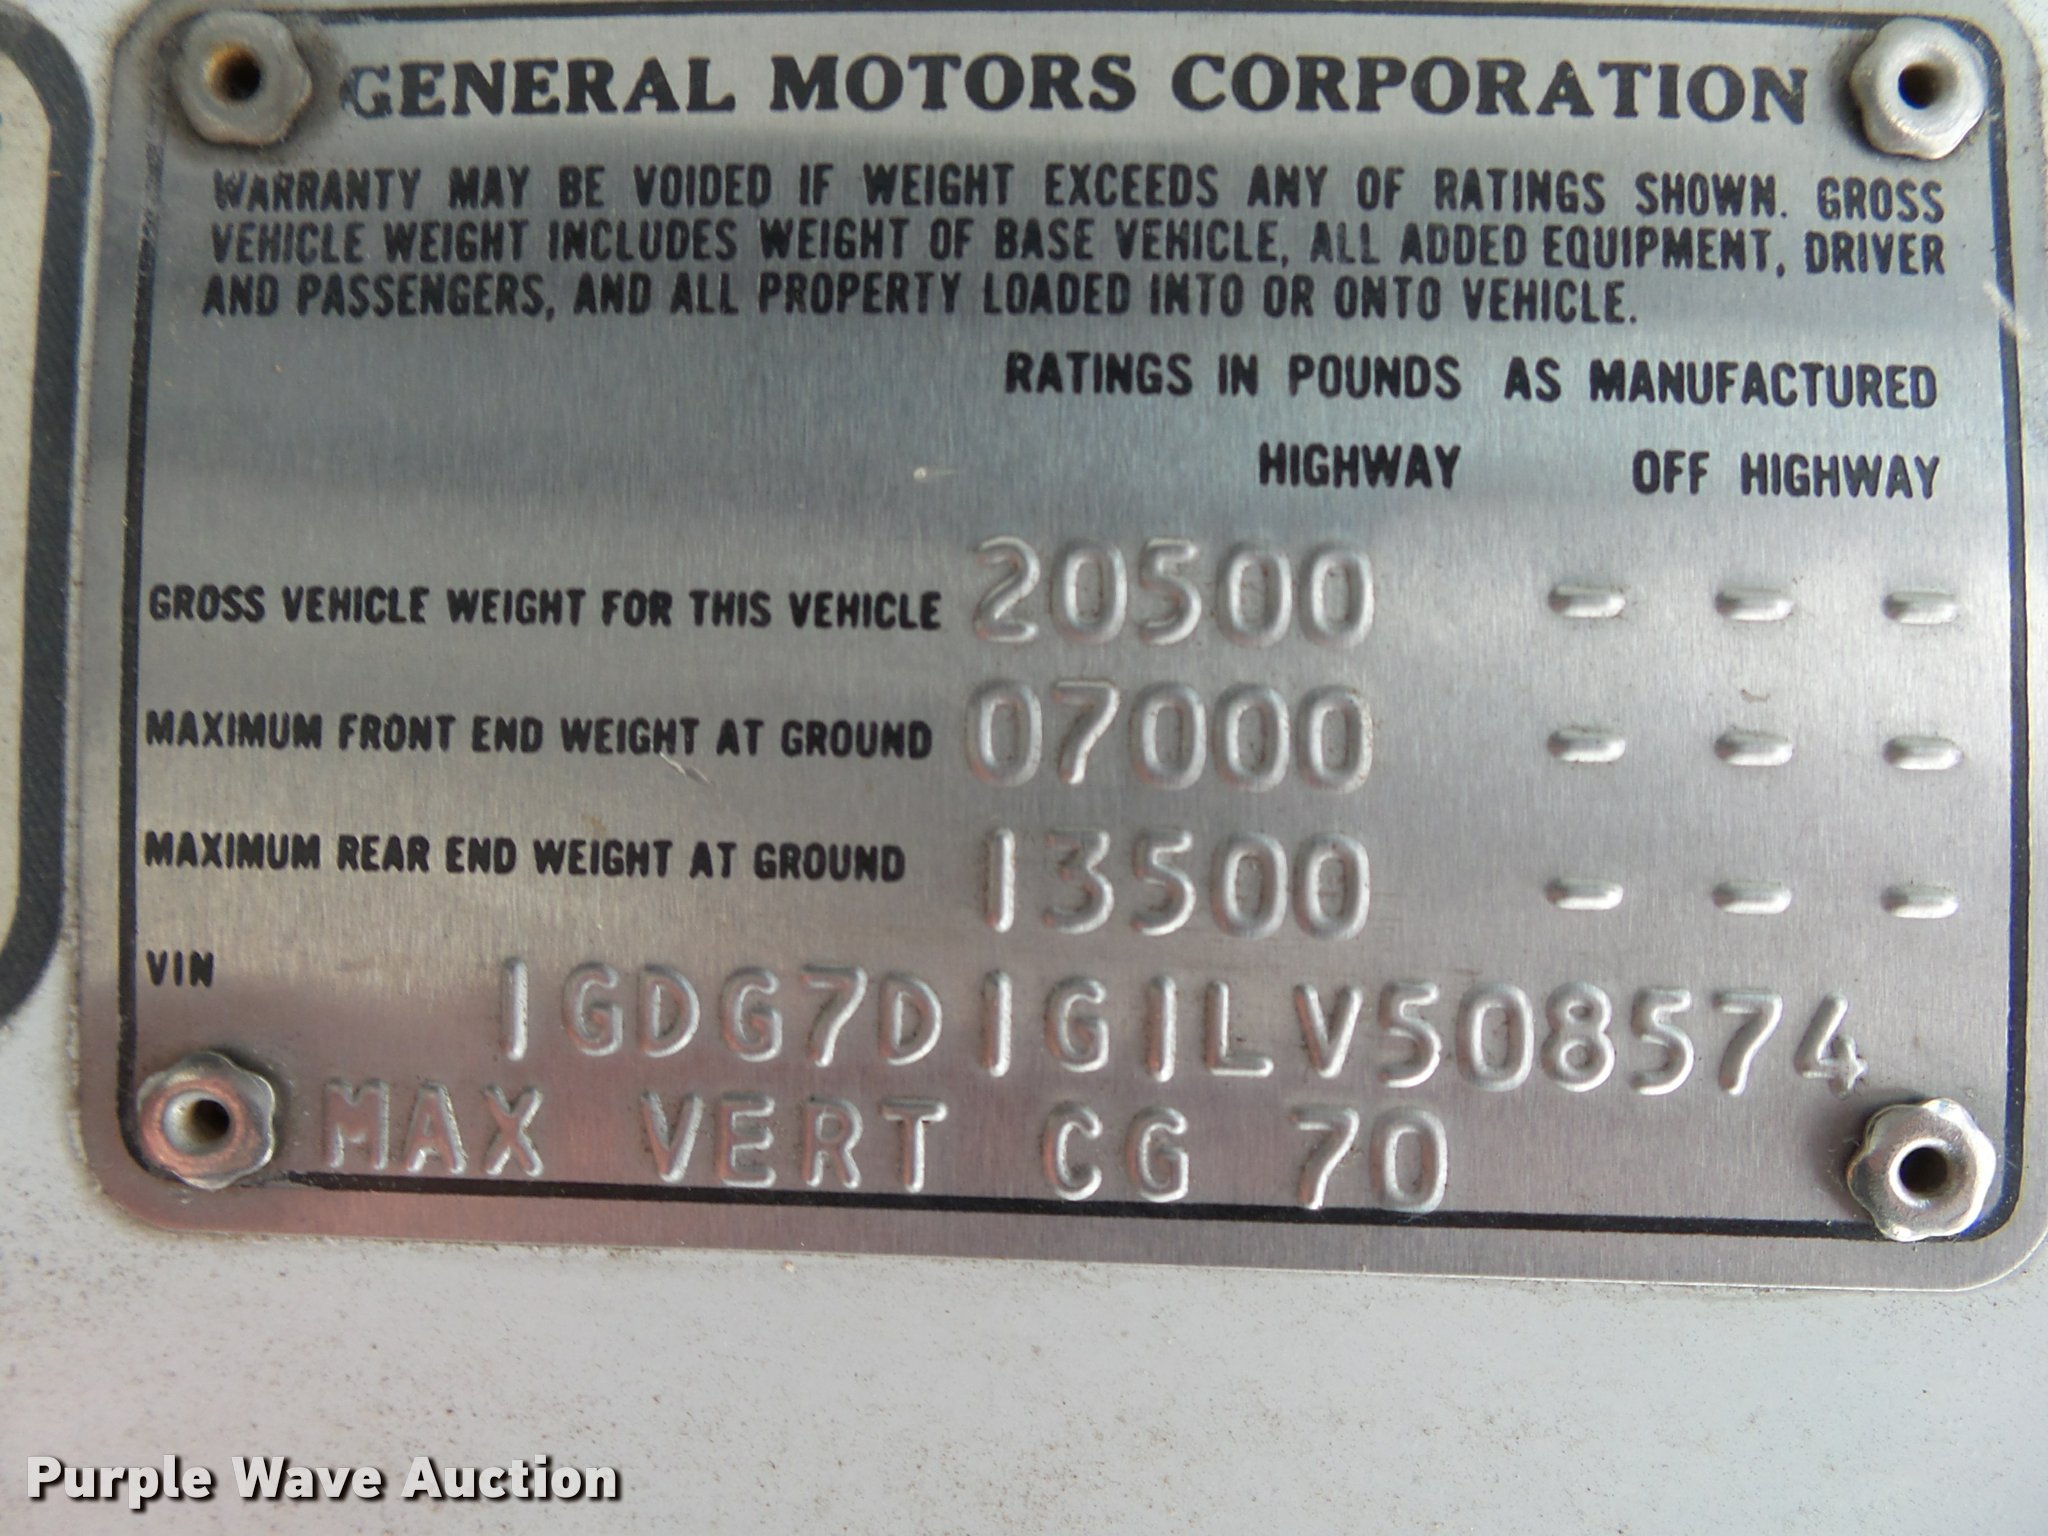 GENERAL MOTORS CORPORATION
WARRANTY MAY BE VOIDED IF WEIGHT EXCEEDS ANY OF RATINGS SHOWN. GROSS
VEHICLE WEIGHT INCLUDES WEIGHT OF BASE VEHICLE, ALL ADDED EQUIPMENT, DRIVER
AND PASSENGERS, AND ALL PROPERTY LOADED INTO OR ONTO VEHICLE.
RATINGS IN POUNDS AS MANUFACTURED
HIGHWAY OFF HIGHWAY
GROSS VEHICLE WEIGHT FOR THIS VEHICLE 20500 - - -
MAXIMUM FRONT END WEIGHT AT GROUND 07000 - - -
MAXIMUM REAR END WEIGHT AT GROUND 13500 - - -
VIN 1GDG7D1G1LV508574
MAX VERT CG 70
Purple Wave Auction